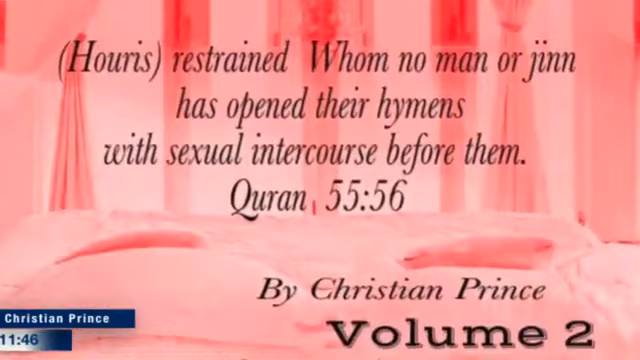 (Houris) restrained Whom no man or jinn
has opened their hymens
with sexual intercourse before them.
Quran 55:56
By Christian Prince
Volume 2
Christian Prince
11:46